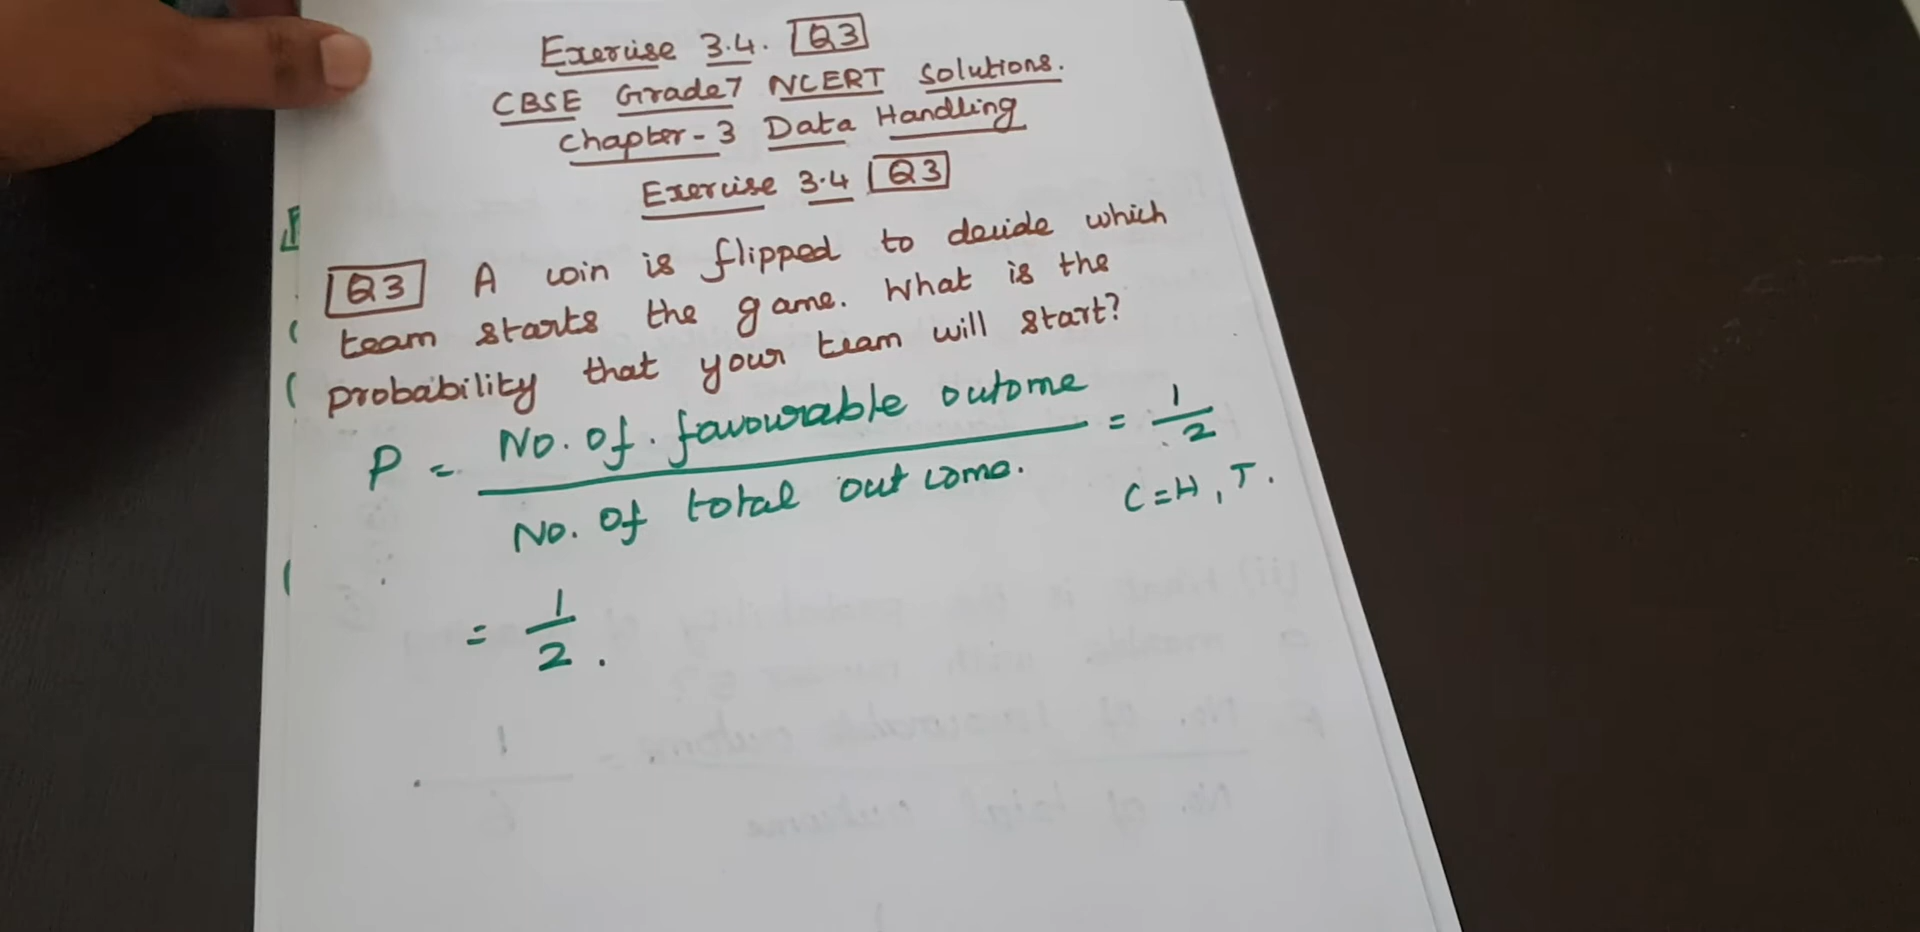 Exercise 3.4. Q3
CBSE Grade7 NCERT Solutions.
Chapter-3 Data Handling
Exercise 3.4 Q3
Q3 A coin is flipped to decide which
team starts the game. What is the
probability that your team will start?
P = No. of. favourable outome
No. of total out come.
= 1/2
C=H, T.
= 1/2.